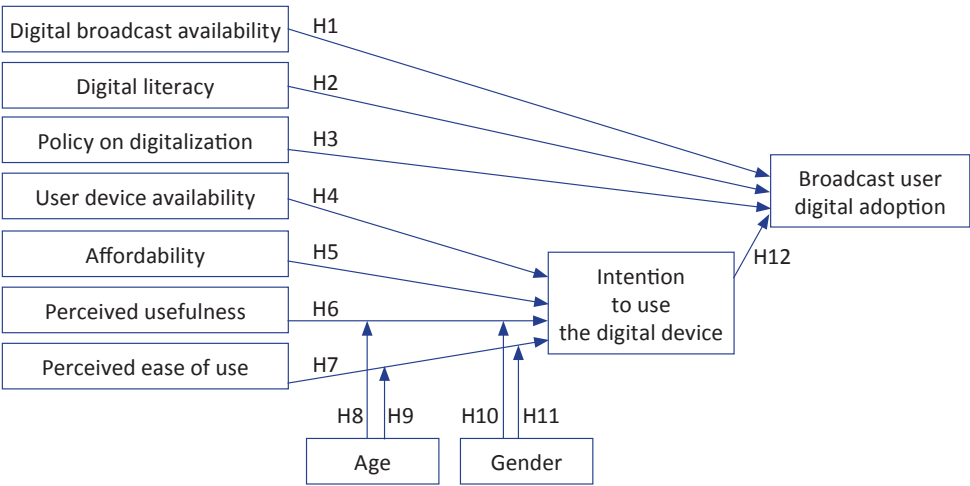 Digital broadcast availability
H1
Digital literacy
H2
Policy on digitalization
H3
User device availability
H4
Affordability
H5
Perceived usefulness
H6
Perceived ease of use
H7
Broadcast user
digital adoption
H12
Intention
to use
the digital device
H8
H9
H10
H11
Age
Gender